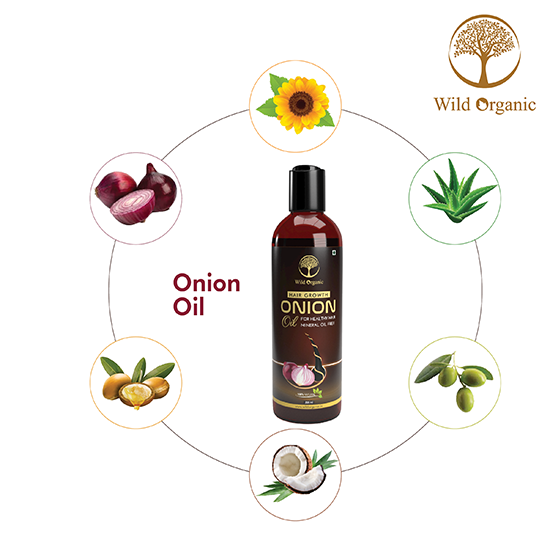 Wild Organic
Onion
Oil
Wild Organic
HAIR GROWTH
ONION
Oil FOR HEALTHY HAIR
MINERAL OIL FREE